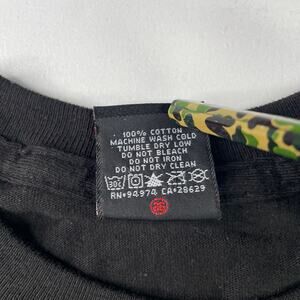 100% COTTON
MACHINE WASH COLD
TUMBLE DRY LOW
DO NOT BLEACH
DO NOT IRON
DO NOT DRY CLEAN
30c
RN#94974 CA#28629